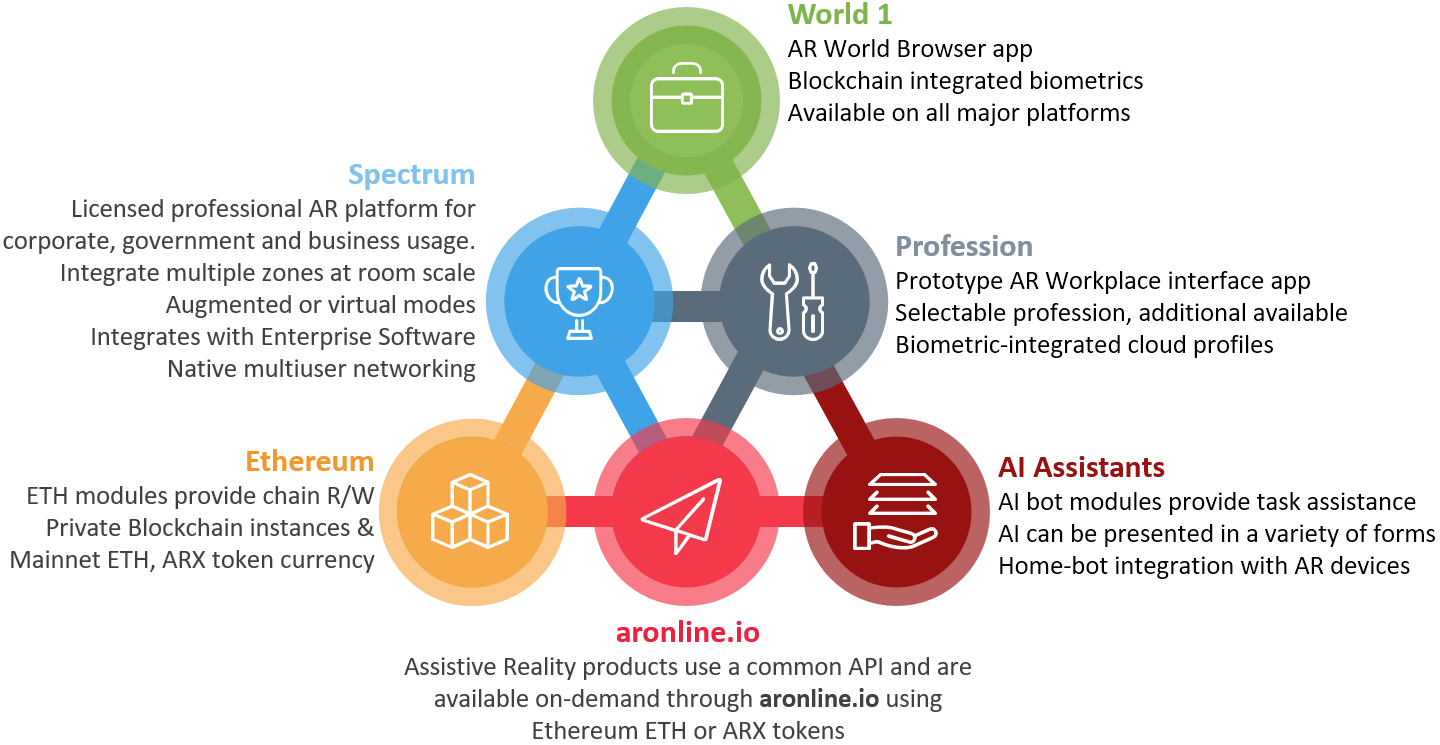 World 1
AR World Browser app
Blockchain integrated biometrics
Available on all major platforms
Spectrum
Licensed professional AR platform for
corporate, government and business usage.
Integrate multiple zones at room scale
Augmented or virtual modes
Integrates with Enterprise Software
Native multiuser networking
Profession
Prototype AR Workplace interface app
Selectable profession, additional available
Biometric-integrated cloud profiles
Ethereum
ETH modules provide chain R/W
Private Blockchain instances &
Mainnet ETH, ARX token currency
AI Assistants
AI bot modules provide task assistance
AI can be presented in a variety of forms
Home-bot integration with AR devices
aronline.io
Assistive Reality products use a common API and are
available on-demand through aronline.io using
Ethereum ETH or ARX tokens